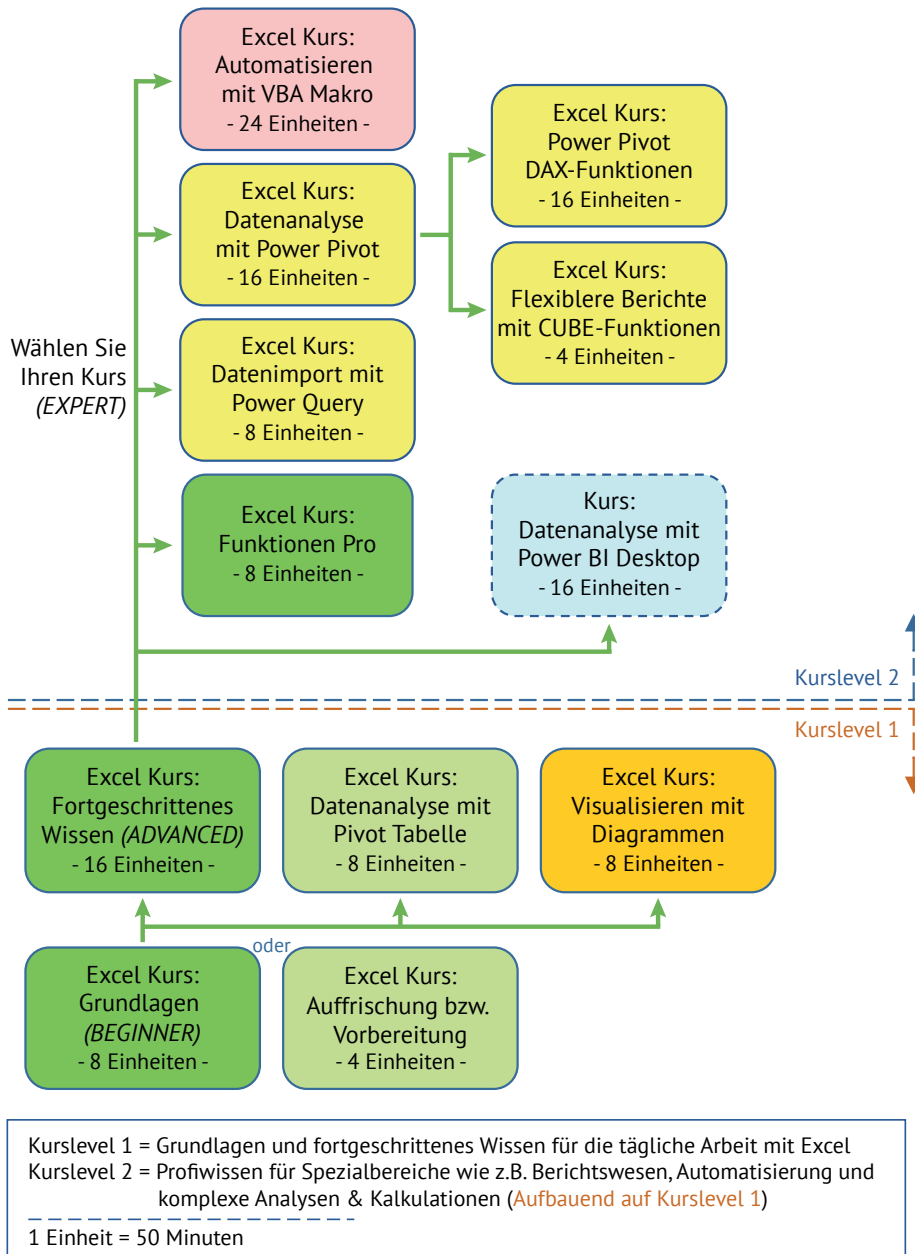 Excel Kurs:
Automatisieren
mit VBA Makro
- 24 Einheiten -
Excel Kurs:
Power Pivot
DAX-Funktionen
- 16 Einheiten -
Excel Kurs:
Datenanalyse
mit Power Pivot
- 16 Einheiten -
Excel Kurs:
Flexiblere Berichte
mit CUBE-Funktionen
- 4 Einheiten -
Wählen Sie
Ihren Kurs
(EXPERT)
Excel Kurs:
Datenimport mit
Power Query
- 8 Einheiten -
Excel Kurs:
Funktionen Pro
- 8 Einheiten -
Kurs:
Datenanalyse mit
Power BI Desktop
- 16 Einheiten -
Kurslevel 2
Kurslevel 1
Excel Kurs:
Fortgeschrittenes
Wissen (ADVANCED)
- 16 Einheiten -
Excel Kurs:
Datenanalyse mit
Pivot Tabelle
- 8 Einheiten -
Excel Kurs:
Visualisieren mit
Diagrammen
- 8 Einheiten -
oder
Excel Kurs:
Grundlagen
(BEGINNER)
- 8 Einheiten -
Excel Kurs:
Auffrischung bzw.
Vorbereitung
- 4 Einheiten -
Kurslevel 1 = Grundlagen und fortgeschrittenes Wissen für die tägliche Arbeit mit Excel
Kurslevel 2 = Profiwissen für Spezialbereiche wie z.B. Berichtswesen, Automatisierung und
komplexe Analysen & Kalkulationen (Aufbauend auf Kurslevel 1)
1 Einheit = 50 Minuten